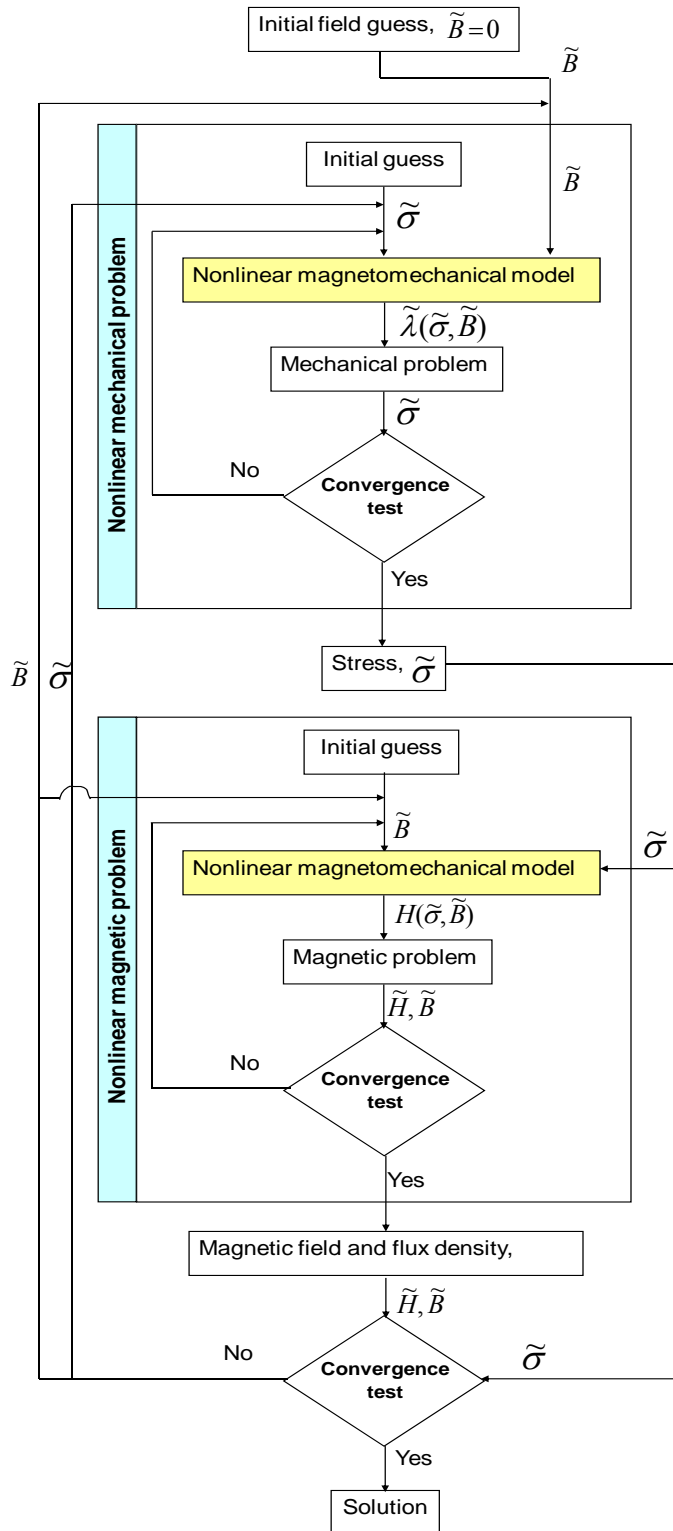 Initial field guess, B̃=0
B̃
B̃
Nonlinear mechanical problem
Initial guess
σ̃
Nonlinear magnetomechanical model
λ̃(σ̃, B̃)
Mechanical problem
σ̃
No
Convergence
test
Yes
B̃
σ̃
Stress, σ̃
Nonlinear magnetic problem
Initial guess
B̃
σ̃
Nonlinear magnetomechanical model
H(σ̃, B̃)
Magnetic problem
H̃, B̃
No
Convergence
test
Yes
Magnetic field and flux density,
H̃, B̃
No
σ̃
Convergence
test
Yes
Solution